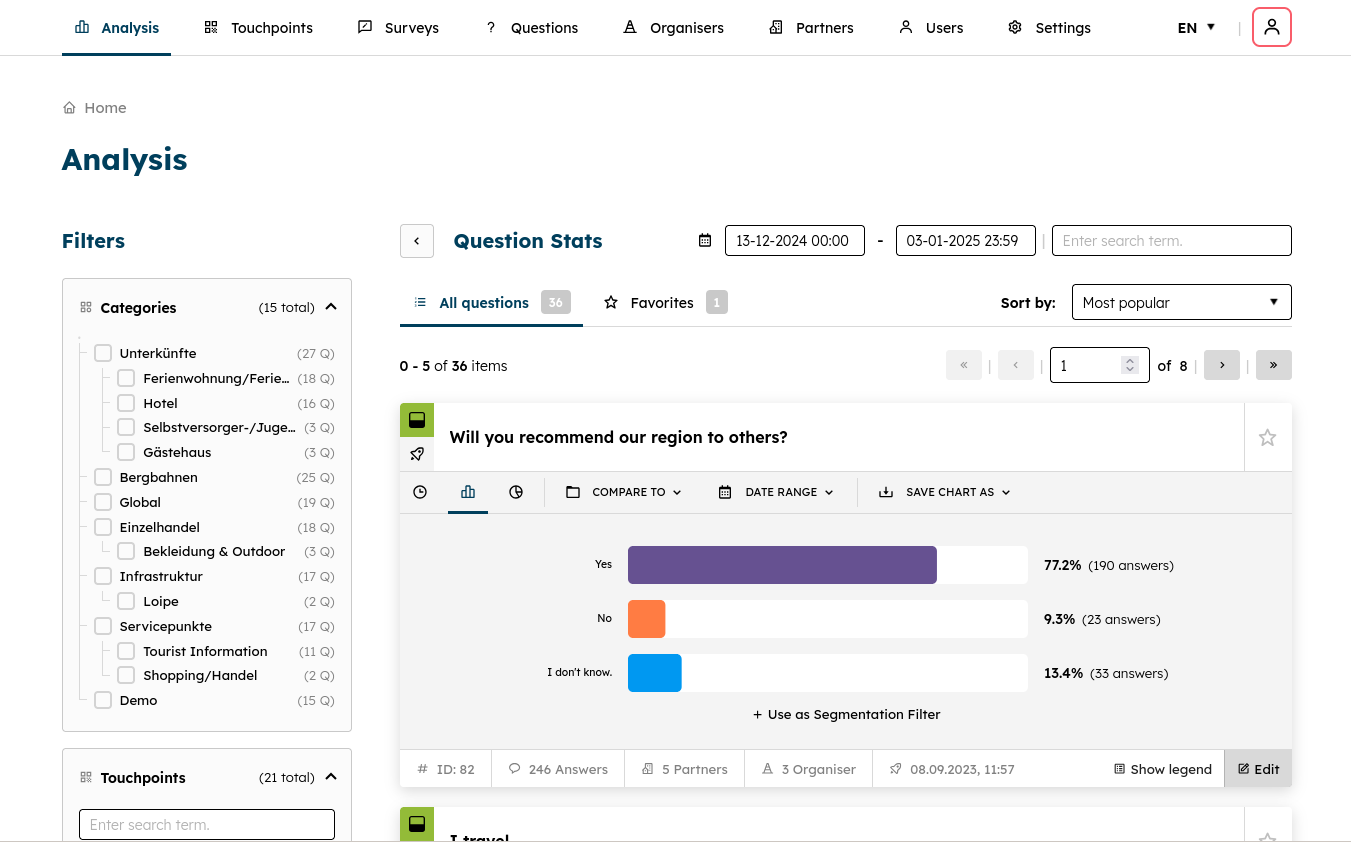 Analysis Touchpoints Surveys ? Questions Organisers Partners Users Settings EN
Home
Analysis
Filters
Categories (15 total)
Unterkünfte (27 Q)
Ferienwohnung/Ferie... (18 Q)
Hotel (16 Q)
Selbstversorger-/Juge... (3 Q)
Gästehaus (3 Q)
Bergbahnen (25 Q)
Global (19 Q)
Einzelhandel (18 Q)
Bekleidung & Outdoor (3 Q)
Infrastruktur (17 Q)
Loipe (2 Q)
Servicepunkte (17 Q)
Tourist Information (11 Q)
Shopping/Handel (2 Q)
Demo (15 Q)
Touchpoints (21 total)
Enter search term.
Question Stats 13-12-2024 00:00 - 03-01-2025 23:59 Enter search term.
All questions 36 Favorites 1 Sort by: Most popular
0 - 5 of 36 items « | ‹ | 1 of 8 › | »
Will you recommend our region to others?
COMPARE TO DATE RANGE SAVE CHART AS
Yes 77.2% (190 answers)
No 9.3% (23 answers)
I don't know. 13.4% (33 answers)
+ Use as Segmentation Filter
# ID: 82 246 Answers 5 Partners 3 Organiser 08.09.2023, 11:57 Show legend Edit
I travel